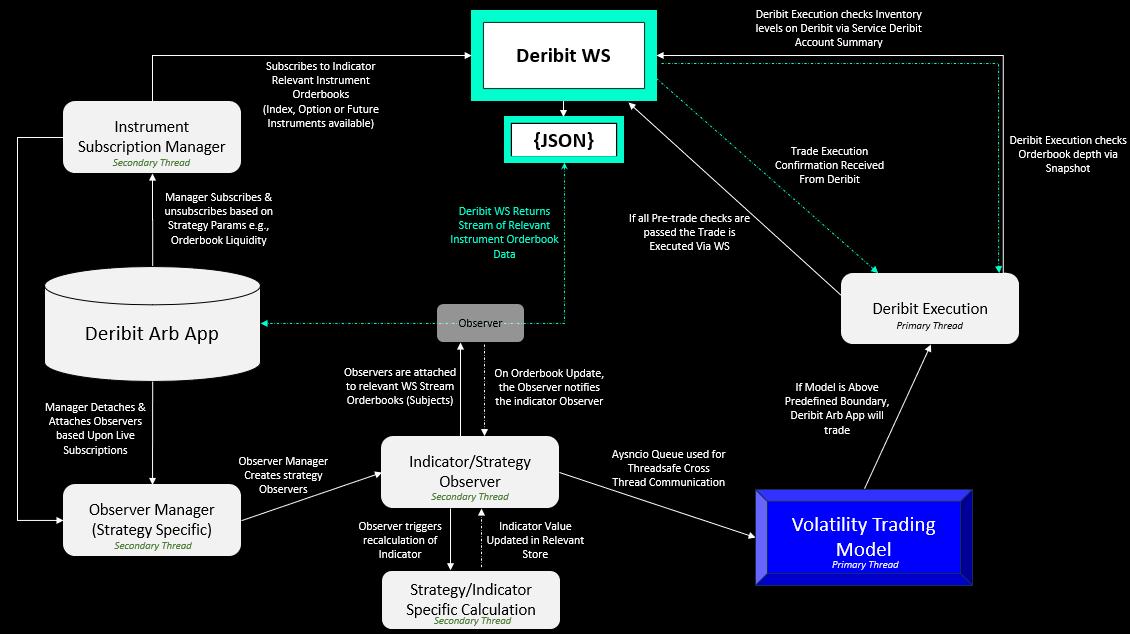 Deribit Execution checks Inventory
levels on Deribit via Service Deribit
Account Summary
Deribit WS
Subscribes to Indicator
Relevant Instrument
Orderbooks
(Index, Option or Future
Instruments available)
{JSON}
Instrument
Subscription Manager
Secondary Thread
Deribit Execution checks
Orderbook depth via
Snapshot
Trade Execution
Confirmation Received
From Deribit
Manager Subscribes &
unsubscribes based on
Strategy Params e.g.,
Orderbook Liquidity
Deribit WS Returns
Stream of Relevant
Instrument Orderbook
Data
If all Pre-trade checks are
passed the Trade is
Executed Via WS
Deribit Arb App
Observer
Deribit Execution
Primary Thread
Observers are attached
to relevant WS Stream
Orderbooks (Subjects)
On Orderbook Update,
the Observer notifies
the indicator Observer
If Model is Above
Predefined Boundary,
Deribit Arb App will
trade
Manager Detaches &
Attaches Observers
based Upon Live
Subscriptions
Observer Manager
Creates strategy
Observers
Indicator/Strategy
Observer
Secondary Thread
Aysncio Queue used for
Threadsafe Cross
Thread Communication
Observer Manager
(Strategy Specific)
Secondary Thread
Observer triggers
recalculation of
Indicator
Indicator Value
Updated in Relevant
Store
Volatility Trading
Model
Primary Thread
Strategy/Indicator
Specific Calculation
Secondary Thread